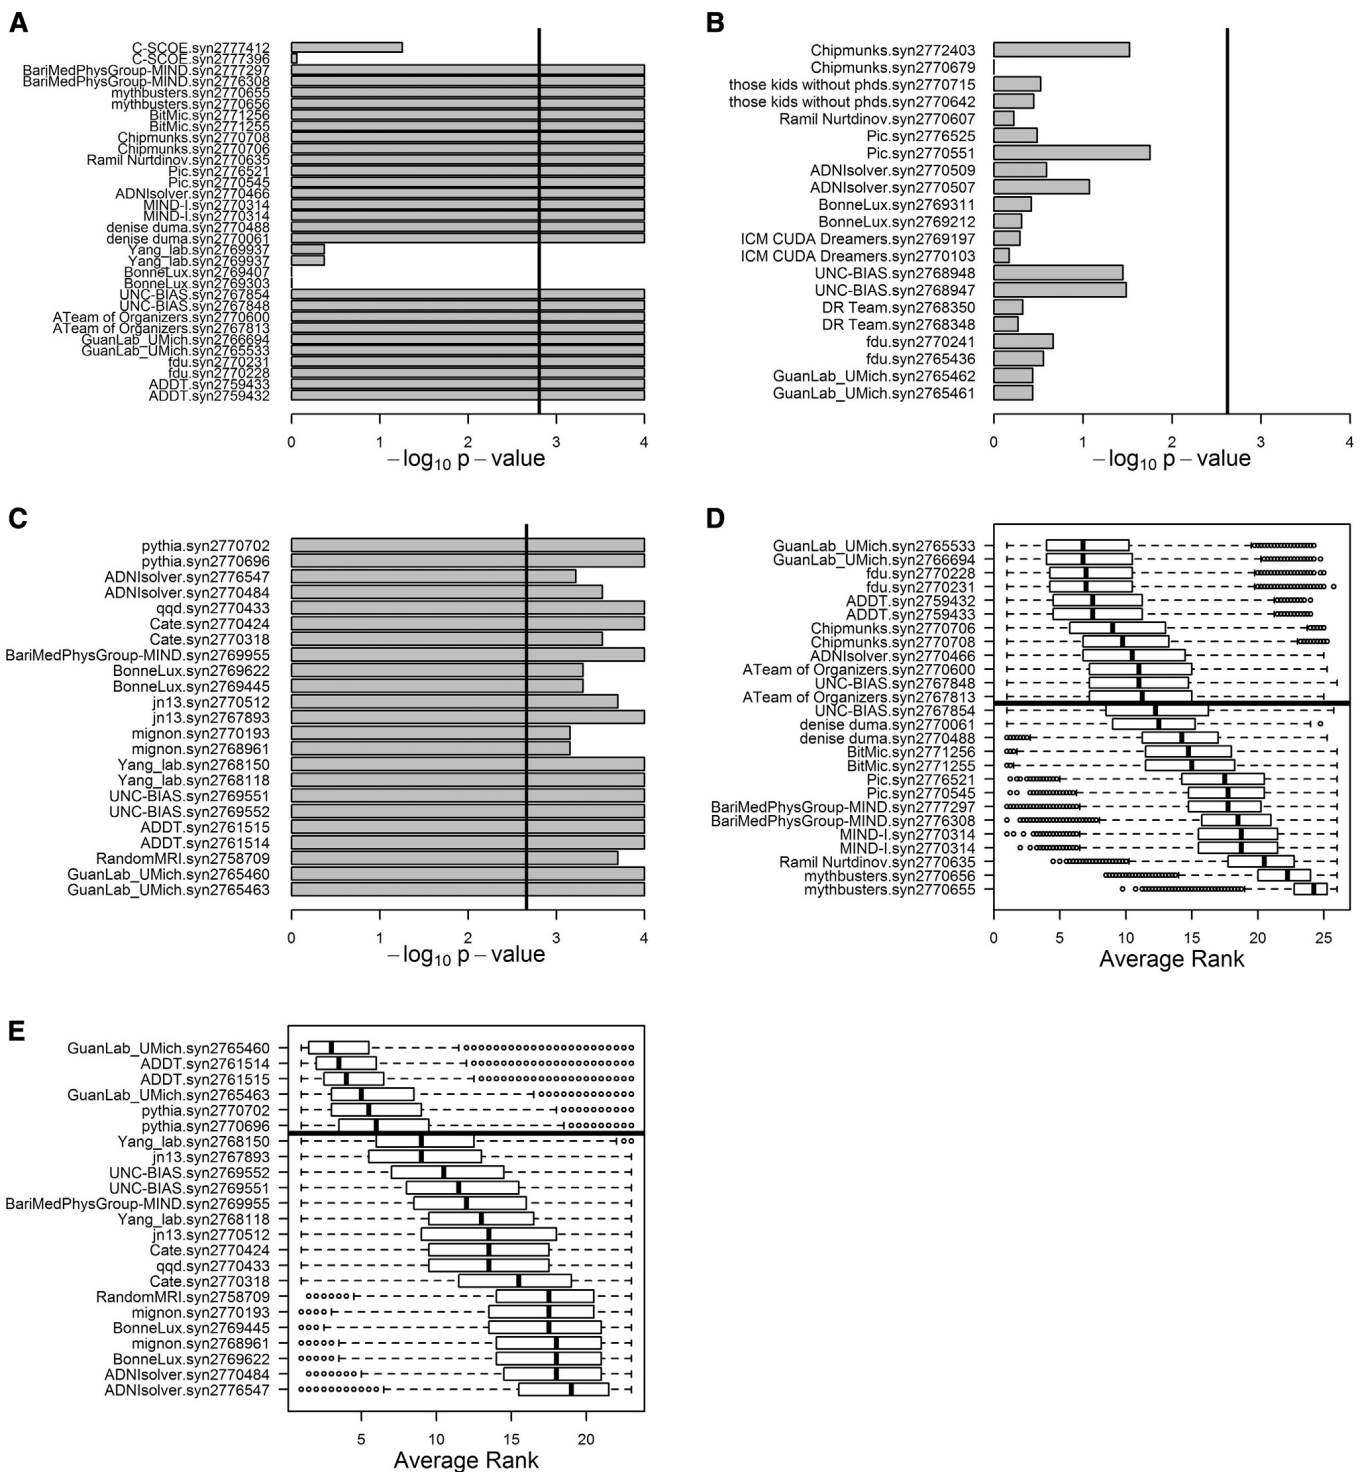 A
C-SCOE.syn2777412
C-SCOE.syn2777396
BariMedPhysGroup-MIND.syn2777297
BariMedPhysGroup-MIND.syn2776308
mythbusters.syn2770655
mythbusters.syn2770656
BitMic.syn2771256
BitMic.syn2771255
Chipmunks.syn2770708
Chipmunks.syn2770706
Ramil Nurtdinov.syn2770635
Pic.syn2776521
Pic.syn2770545
ADNIsolver.syn2770466
MIND-I.syn2770314
MIND-I.syn2770314
denise duma.syn2770488
denise duma.syn2770061
Yang_lab.syn2769937
Yang_lab.syn2769937
BonneLux.syn2769407
BonneLux.syn2769303
UNC-BIAS.syn2767854
UNC-BIAS.syn2767848
ATeam of Organizers.syn2770600
ATeam of Organizers.syn2767813
GuanLab_UMich.syn2766694
GuanLab_UMich.syn2765533
fdu.syn2770231
fdu.syn2770228
ADDT.syn2759433
ADDT.syn2759432
0 1 2 3 4
−log10 p−value
B
Chipmunks.syn2772403
Chipmunks.syn2770679
those kids without phds.syn2770715
those kids without phds.syn2770642
Ramil Nurtdinov.syn2770607
Pic.syn2776525
Pic.syn2770551
ADNIsolver.syn2770509
ADNIsolver.syn2770507
BonneLux.syn2769311
BonneLux.syn2769212
ICM CUDA Dreamers.syn2769197
ICM CUDA Dreamers.syn2770103
UNC-BIAS.syn2768948
UNC-BIAS.syn2768947
DR Team.syn2768350
DR Team.syn2768348
fdu.syn2770241
fdu.syn2765436
GuanLab_UMich.syn2765462
GuanLab_UMich.syn2765461
0 1 2 3 4
−log10 p−value
C
pythia.syn2770702
pythia.syn2770696
ADNIsolver.syn2776547
ADNIsolver.syn2770484
qqd.syn2770433
Cate.syn2770424
Cate.syn2770318
BariMedPhysGroup-MIND.syn2769955
BonneLux.syn2769622
BonneLux.syn2769445
jn13.syn2770512
jn13.syn2767893
mignon.syn2770193
mignon.syn2768961
Yang_lab.syn2768150
Yang_lab.syn2768118
UNC-BIAS.syn2769551
UNC-BIAS.syn2769552
ADDT.syn2761515
ADDT.syn2761514
RandomMRI.syn2758709
GuanLab_UMich.syn2765460
GuanLab_UMich.syn2765463
0 1 2 3 4
−log10 p−value
D
GuanLab_UMich.syn2765533
GuanLab_UMich.syn2766694
fdu.syn2770228
fdu.syn2770231
ADDT.syn2759432
ADDT.syn2759433
Chipmunks.syn2770706
Chipmunks.syn2770708
ADNIsolver.syn2770466
ATeam of Organizers.syn2770600
UNC-BIAS.syn2767848
ATeam of Organizers.syn2767813
UNC-BIAS.syn2767854
denise duma.syn2770061
denise duma.syn2770488
BitMic.syn2771256
BitMic.syn2771255
Pic.syn2776521
Pic.syn2770545
BariMedPhysGroup-MIND.syn2777297
BariMedPhysGroup-MIND.syn2776308
MIND-I.syn2770314
MIND-I.syn2770314
Ramil Nurtdinov.syn2770635
mythbusters.syn2770656
mythbusters.syn2770655
0 5 10 15 20 25
Average Rank
E
GuanLab_UMich.syn2765460
ADDT.syn2761514
ADDT.syn2761515
GuanLab_UMich.syn2765463
pythia.syn2770702
pythia.syn2770696
Yang_lab.syn2768150
jn13.syn2767893
UNC-BIAS.syn2769552
UNC-BIAS.syn2769551
BariMedPhysGroup-MIND.syn2769955
Yang_lab.syn2768118
jn13.syn2770512
Cate.syn2770424
qqd.syn2770433
Cate.syn2770318
RandomMRI.syn2758709
mignon.syn2770193
BonneLux.syn2769445
mignon.syn2768961
BonneLux.syn2769622
ADNIsolver.syn2770484
ADNIsolver.syn2776547
5 10 15 20
Average Rank